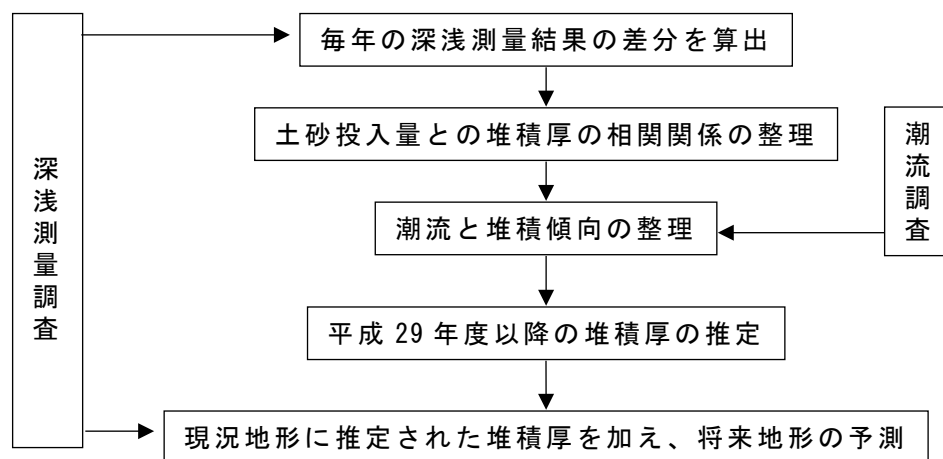 毎年の深浅測量結果の差分を算出
土砂投入量との堆積厚の相関関係の整理
潮流調査
深浅測量調査
潮流と堆積傾向の整理
平成 29 年度以降の堆積厚の推定
現況地形に推定された堆積厚を加え、将来地形の予測